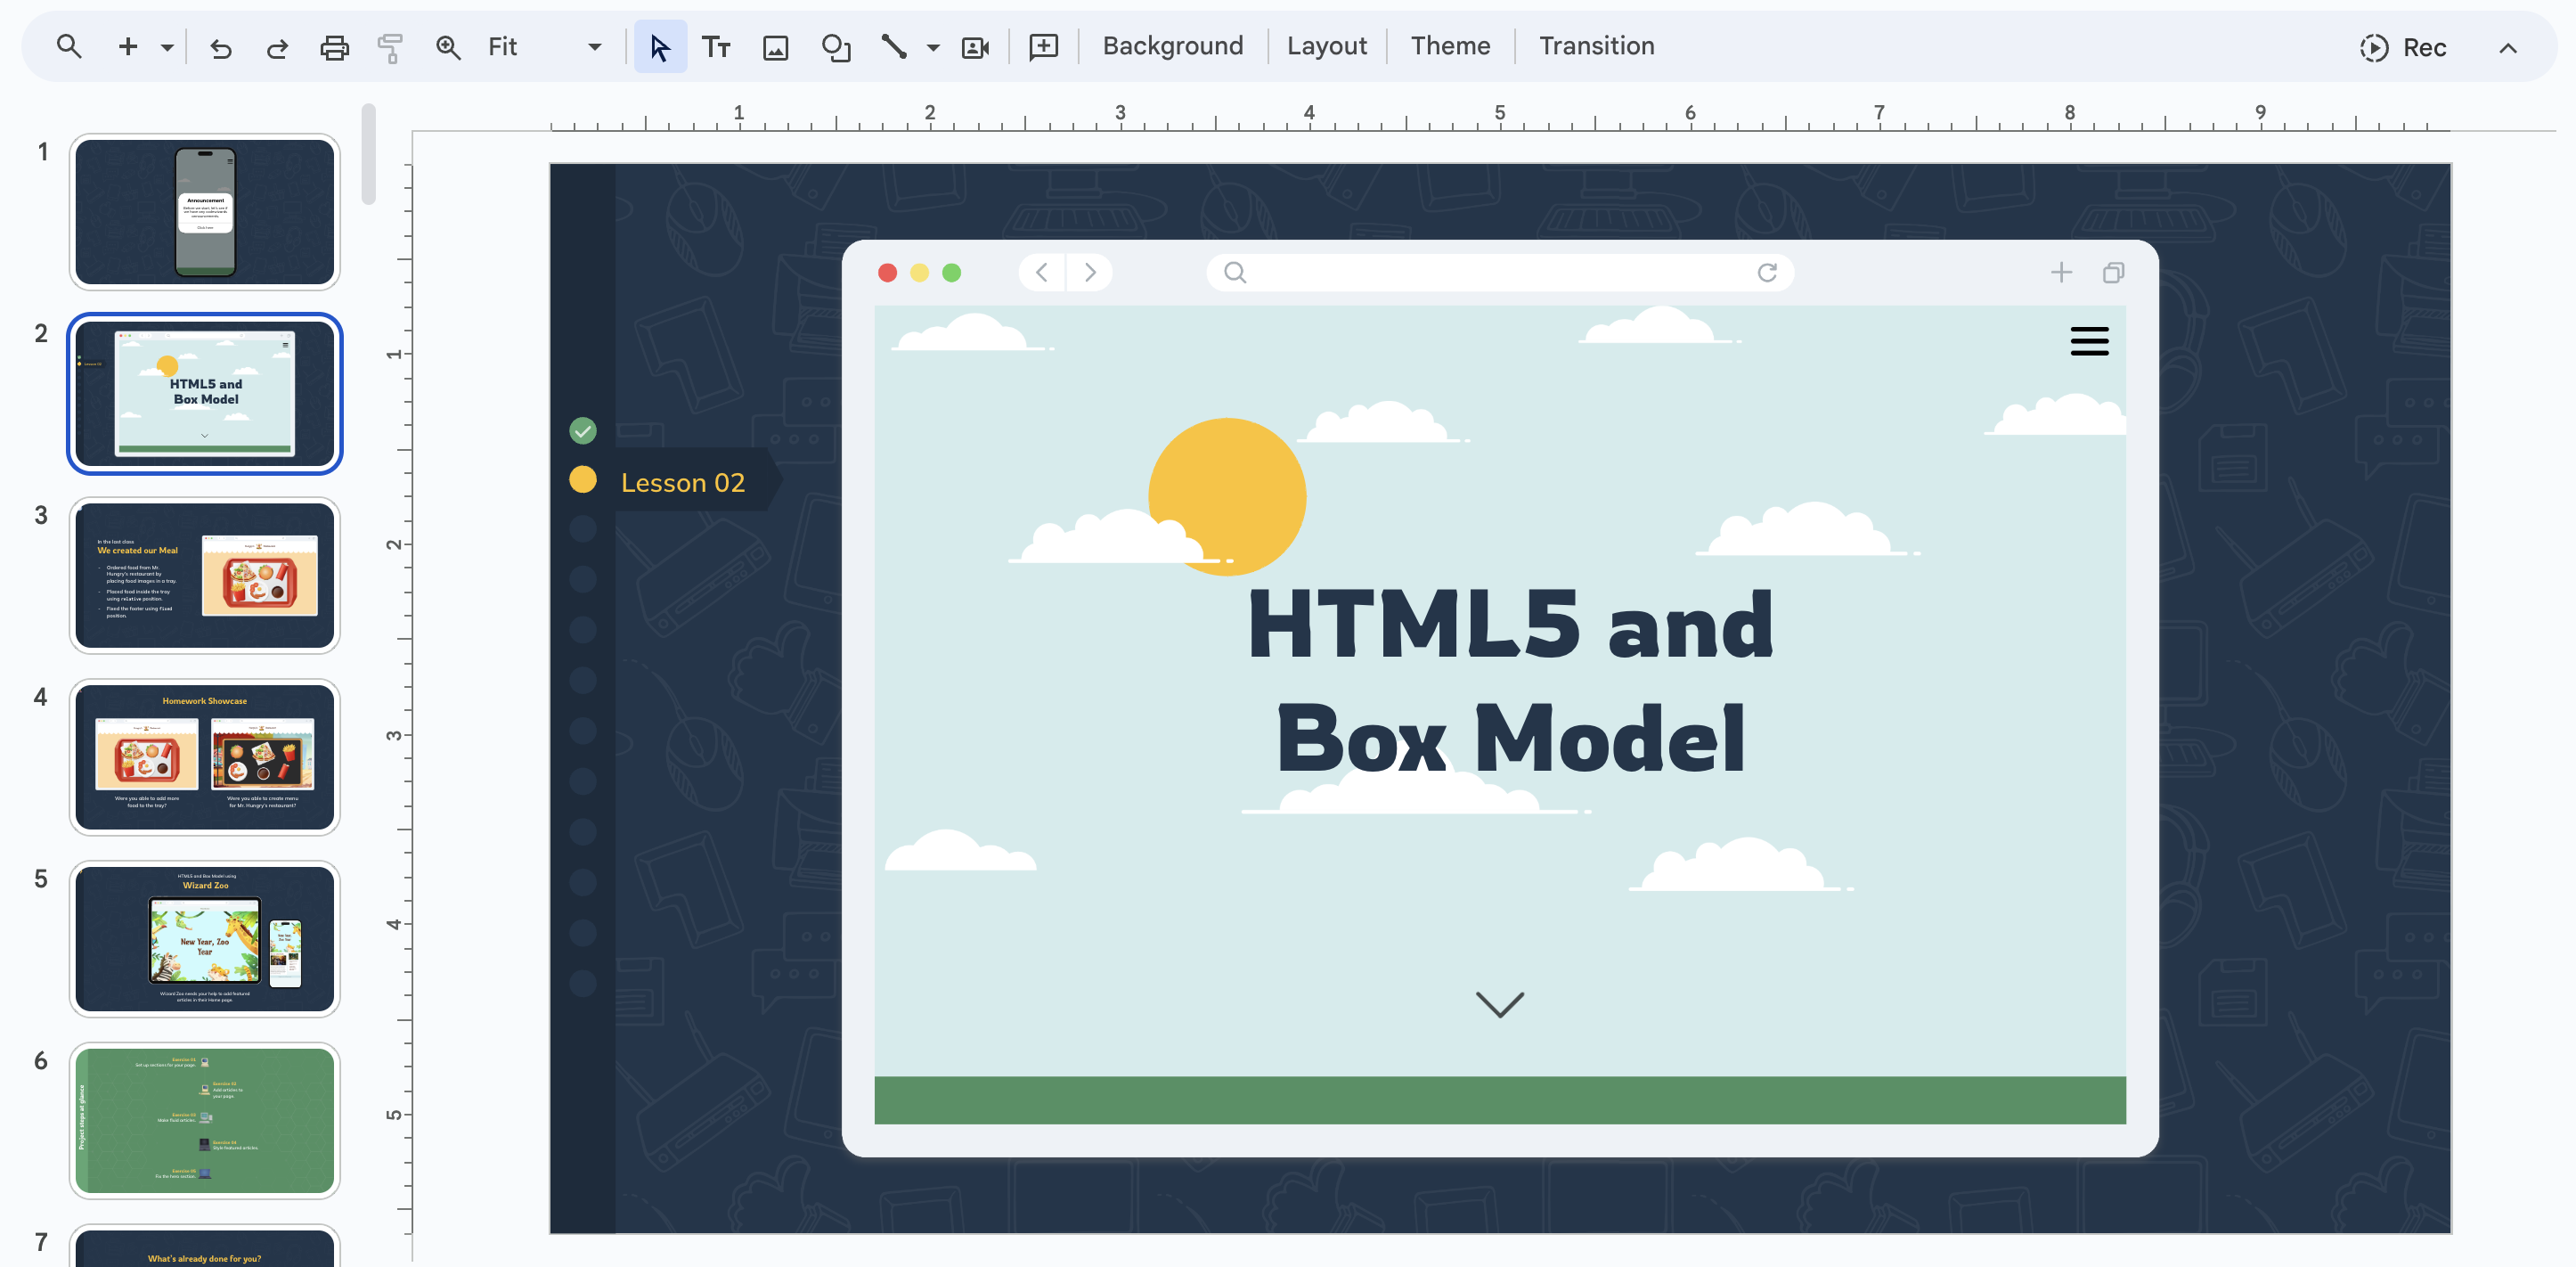 Fit
Background
Layout
Theme
Transition
Rec
1 2 3 4 5 6 7 8 9
1
2
3
4
5
1
Announcement
2
Lesson 02
HTML5 and
Box Model
3
In the last class
We created our Meal
Ordered food from Mr.
Hungry's restaurant by
placing food images in a tray.
Placed food inside the tray
using relative position.
Fixed the footer using fixed
position.
4
Homework Showcase
Were you able to add more
food to the tray?
Were you able to create menu
for Mr. Hungry's restaurant?
5
HTML5 and Box Model using
Wizard Zoo
New Year, Zoo
Year
Wizard Zoo needs your help to add featured
articles in their Home page.
6
Project steps at glance
Exercise 01
Set up sections for your page.
Exercise 02
Add articles to
your page
Exercise 03
Make food articles.
Exercise 04
Style featured articles.
Exercise 05
Fix the hero section.
7
What's already done for you?
Lesson 02
HTML5 and
Box Model